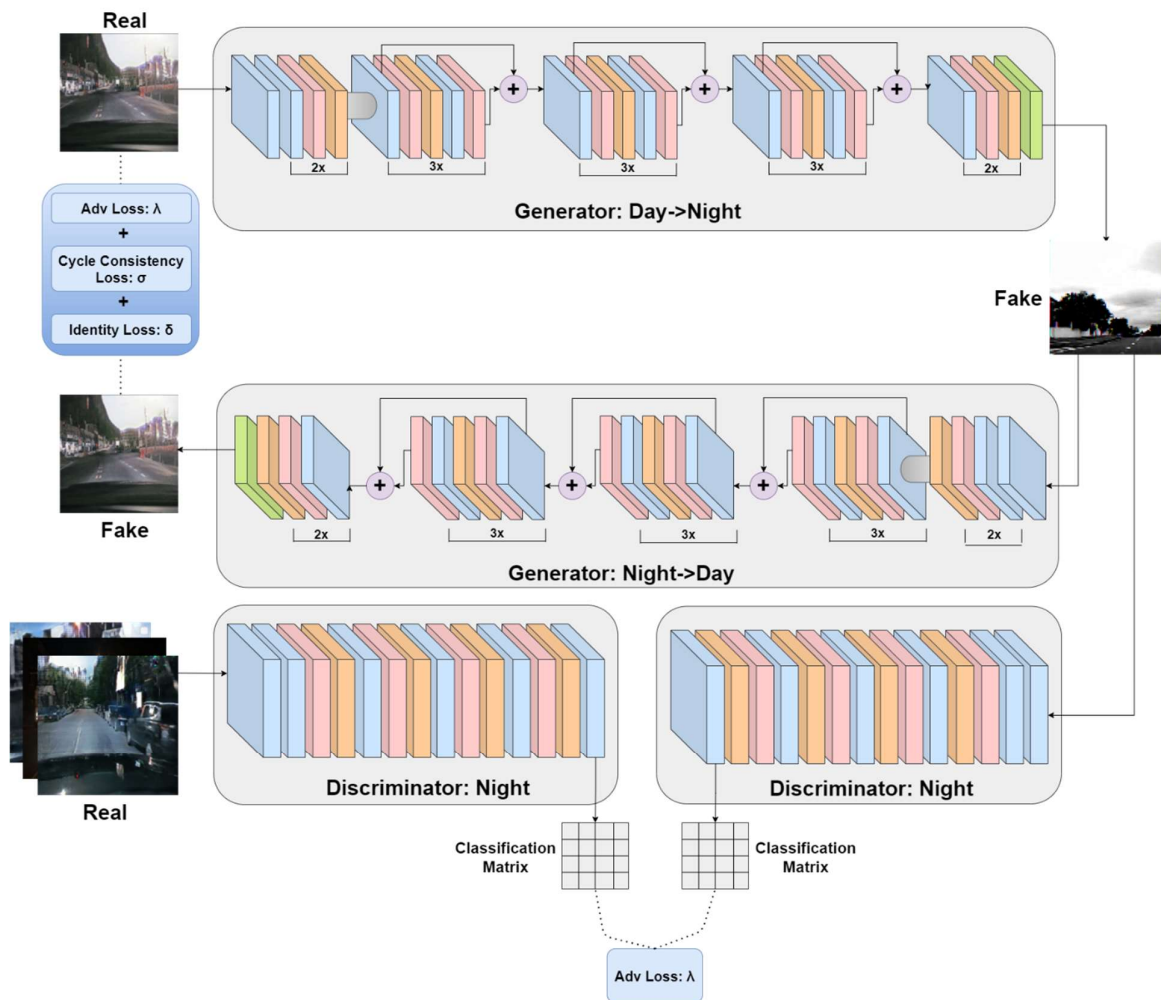 Real
2x
3x
3x
3x
2x
Generator: Day->Night
Adv Loss: λ
+
Cycle Consistency
Loss: σ
+
Identity Loss: δ
Fake
+
+
+
Fake
+
+
+
2x
3x
3x
3x
2x
Generator: Night->Day
Real
Discriminator: Night
Discriminator: Night
Classification
Matrix
Classification
Matrix
Adv Loss: λ